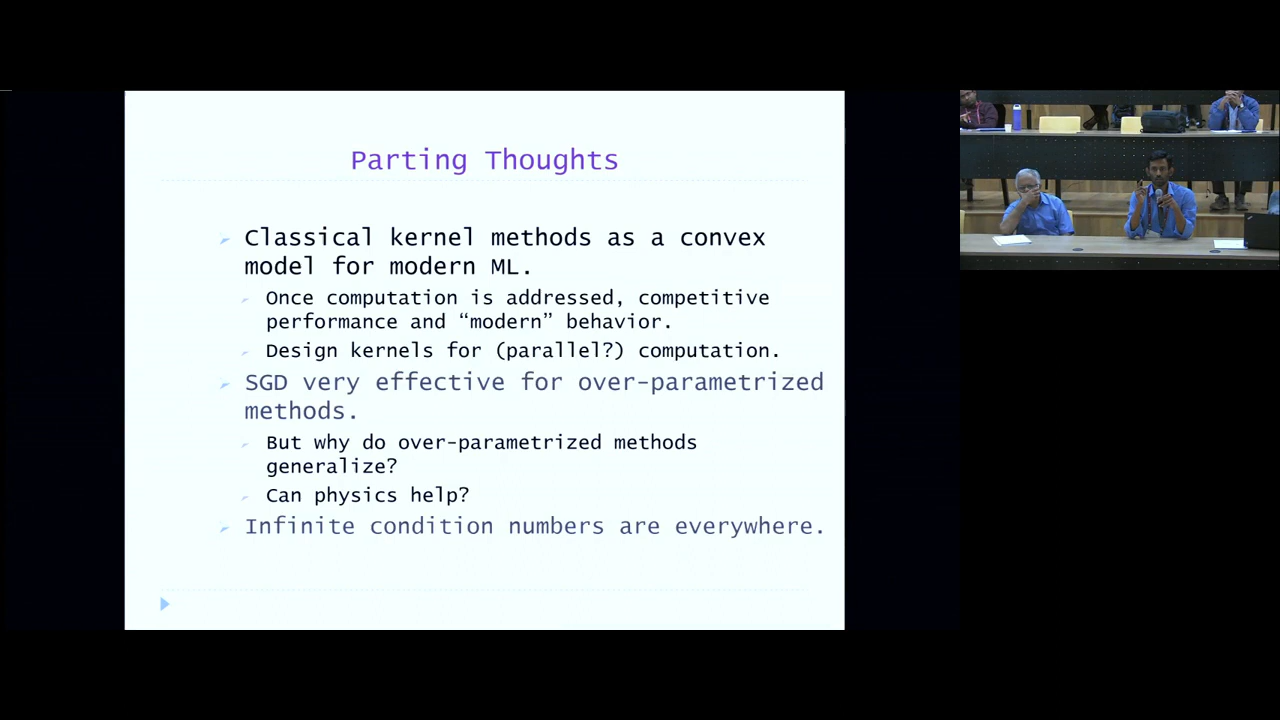 Parting Thoughts
Classical kernel methods as a convex
model for modern ML.
Once computation is addressed, competitive
performance and “modern” behavior.
Design kernels for (parallel?) computation.
SGD very effective for over-parametrized
methods.
But why do over-parametrized methods
generalize?
Can physics help?
Infinite condition numbers are everywhere.